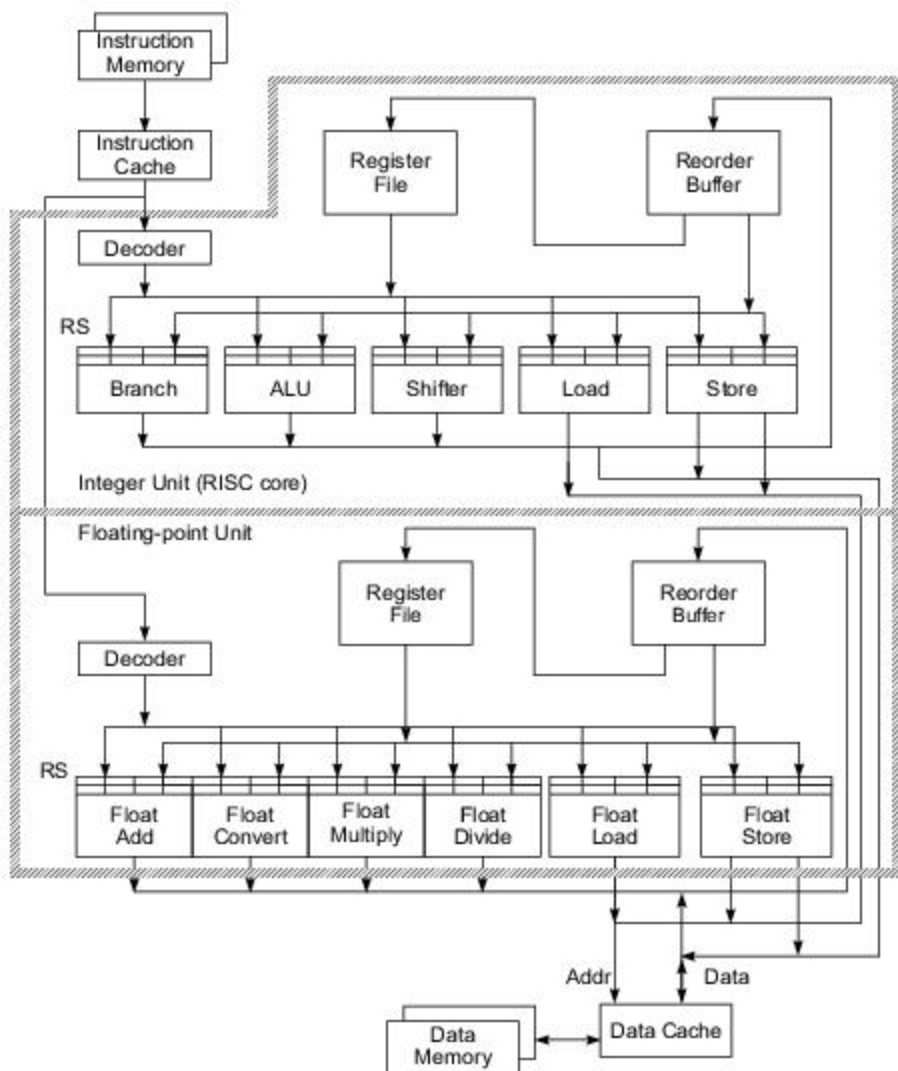 Instruction
Memory
Instruction
Cache
Register
File
Reorder
Buffer
Decoder
RS
Branch
ALU
Shifter
Load
Store
Integer Unit (RISC core)
Floating-point Unit
Register
File
Reorder
Buffer
Decoder
RS
Float
Add
Float
Convert
Float
Multiply
Float
Divide
Float
Load
Float
Store
Addr
Data
Data Cache
Data
Memory